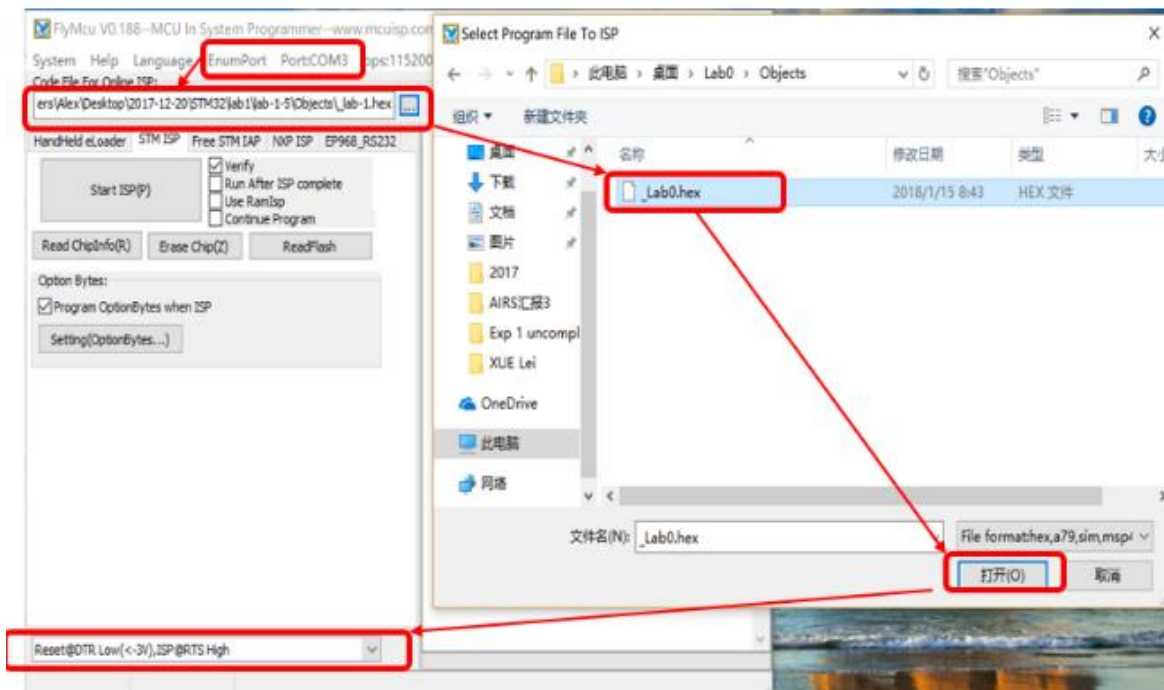 FlyMcu V0.188--MCU In System Programmer--www.mcuisp.com
System Help Language EnumPort Port:COM3 bps:115200
Code File For Online ISP:
ers\Alex\Desktop\2017-12-20\STM32\lab1\lab-1-5\Objects\_lab-1.hex ...
HandHeld eLoader STM ISP Free STM IAP NXP ISP EP968_RS232
Start ISP(P)
Verify
Run After ISP complete
Use RamIsp
Continue Program
Read ChipInfo(R) Erase Chip(Z) ReadFlash
Option Bytes:
Program OptionBytes when ISP
Setting(OptionBytes...)
Reset@DTR Low(<-3V),ISP@RTS High
Select Program File To ISP
此电脑 › 桌面 › Lab0 › Objects
搜索"Objects"
组织 新建文件夹
名称 修改日期 类型 大小
桌面
下载
文档
图片
2017
AIRS汇报3
Exp 1 uncompl
XUE Lei
OneDrive
此电脑
网络
_Lab0.hex 2018/1/15 8:43 HEX 文件
文件名(N): _Lab0.hex File format:hex,a79,sim,msp4
打开(O) 取消